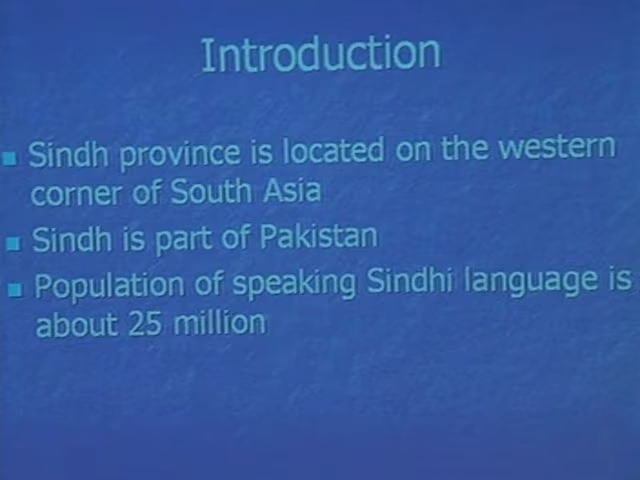 Introduction
Sindh province is located on the western
corner of South Asia
Sindh is part of Pakistan
Population of speaking Sindhi language is
about 25 million